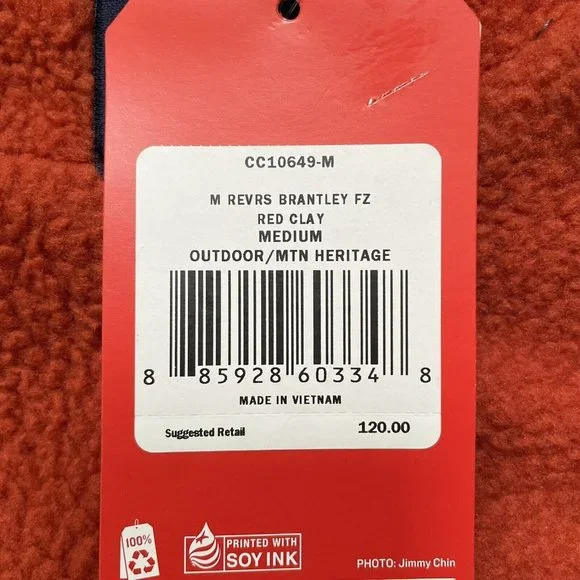 CC10649-M
M REVRS BRANTLEY FZ
RED CLAY
MEDIUM
OUTDOOR/MTN HERITAGE
8 85928 60334 8
MADE IN VIETNAM
Suggested Retail 120.00
100%
PRINTED WITH
SOY INK
PHOTO: Jimmy Chin